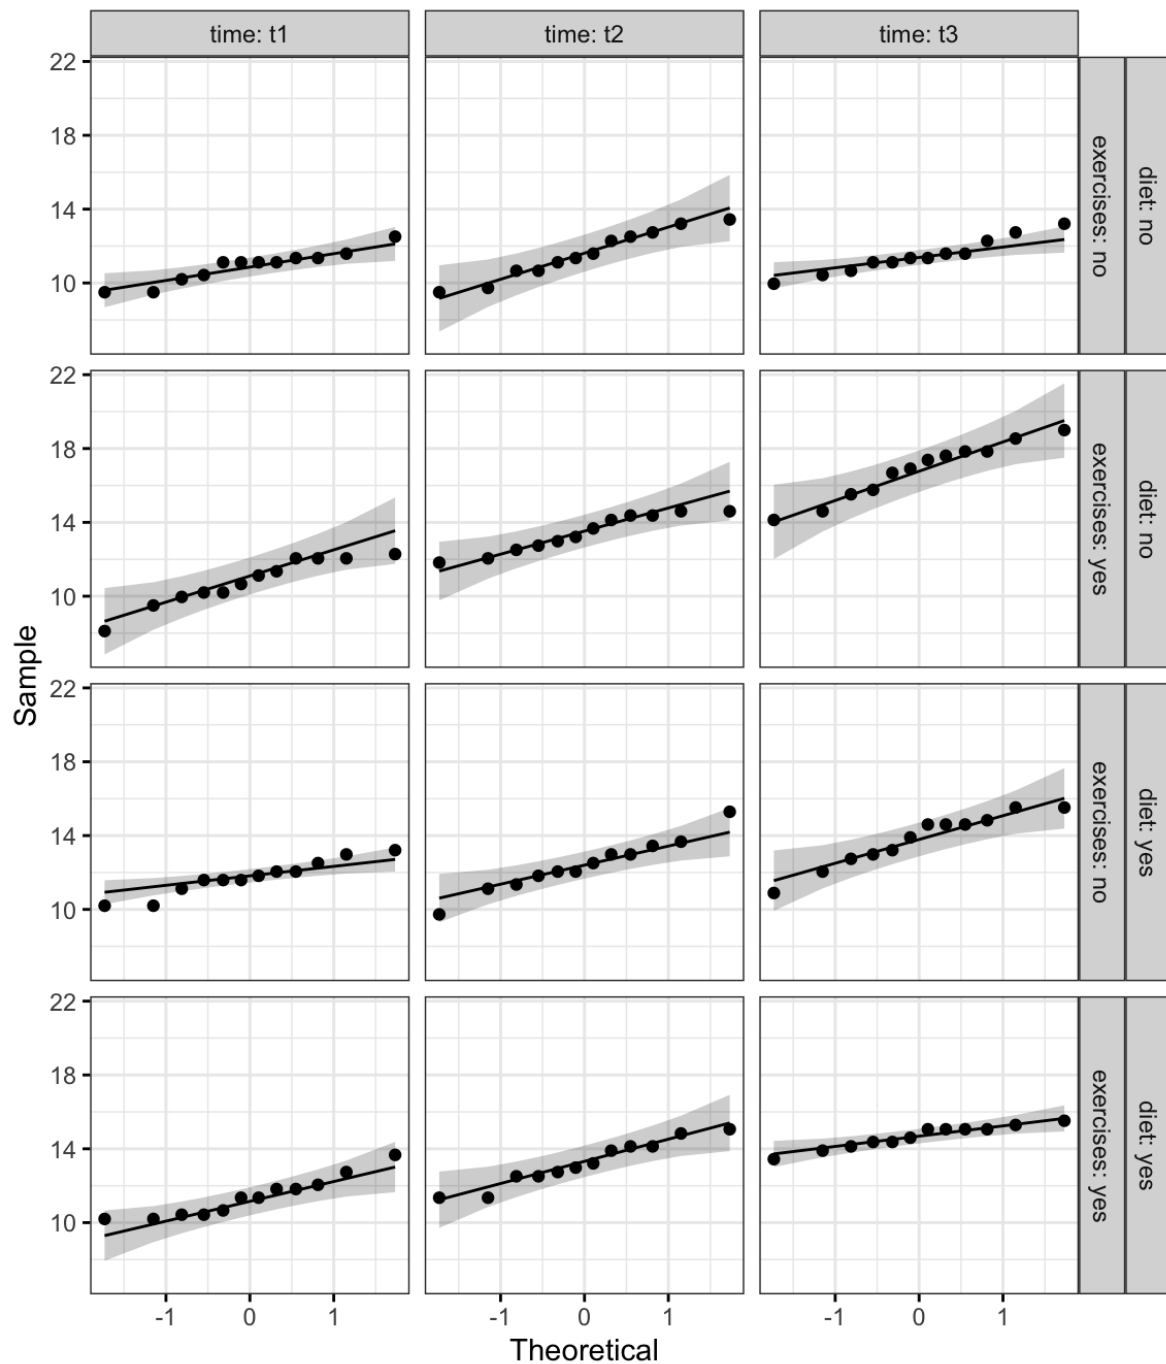 time: t1
time: t2
time: t3
22
18
14
10
exercises: no
diet: no
22
18
14
10
exercises: yes
diet: no
Sample
22
18
14
10
exercises: no
diet: yes
22
18
14
10
exercises: yes
diet: yes
-1 0 1
-1 0 1
-1 0 1
Theoretical